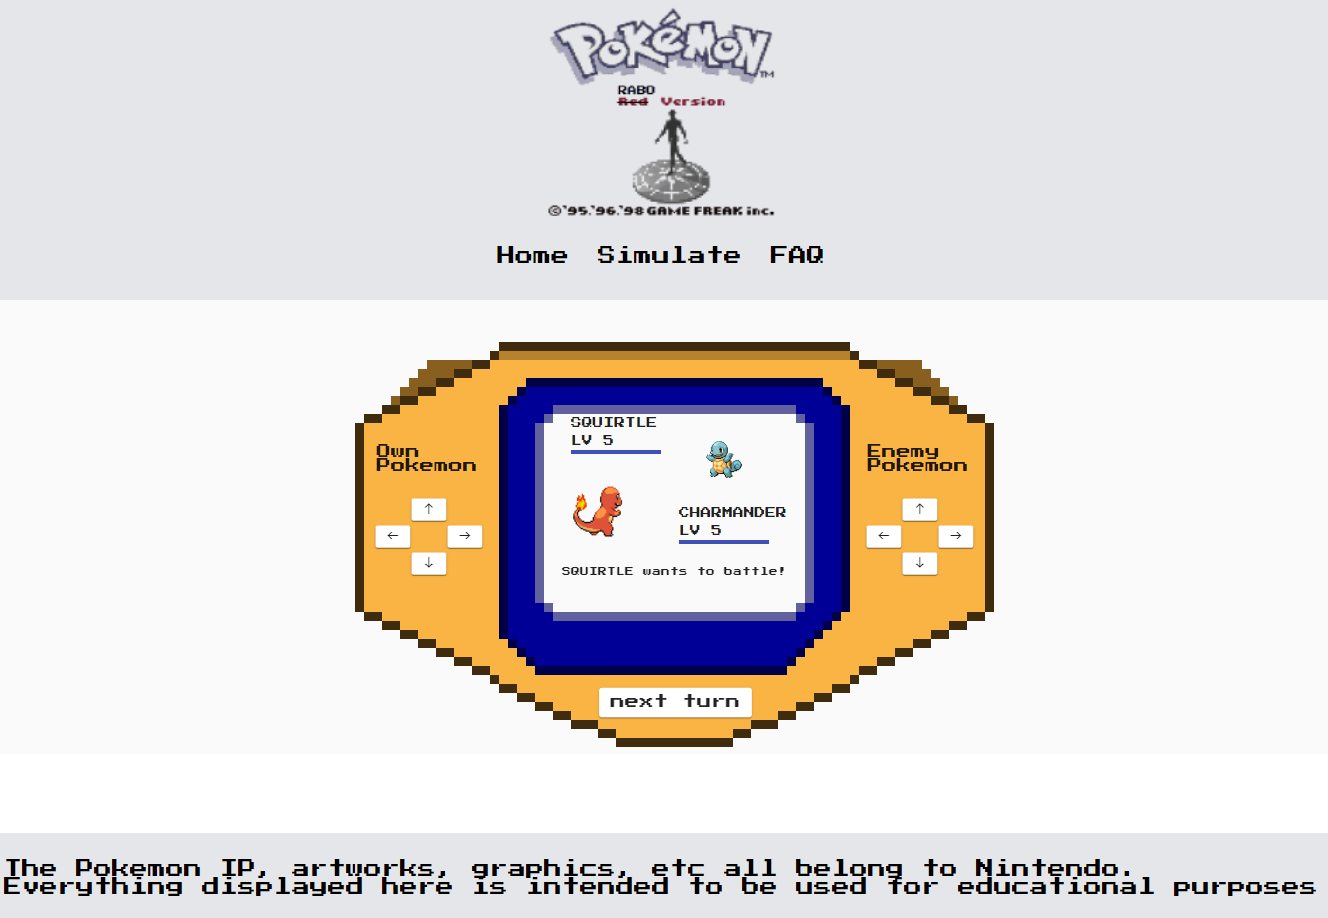 Pokémon™
RABO
Red Version
©'95.'96.'98 GAME FREAK inc.
Home Simulate FAQ
SQUIRTLE
LV 5
Own
Pokemon
Enemy
Pokemon
↑
← →
↓
↑
← →
↓
CHARMANDER
LV 5
SQUIRTLE wants to battle!
next turn
The Pokemon IP, artworks, graphics, etc all belong to Nintendo.
Everything displayed here is intended to be used for educational purposes